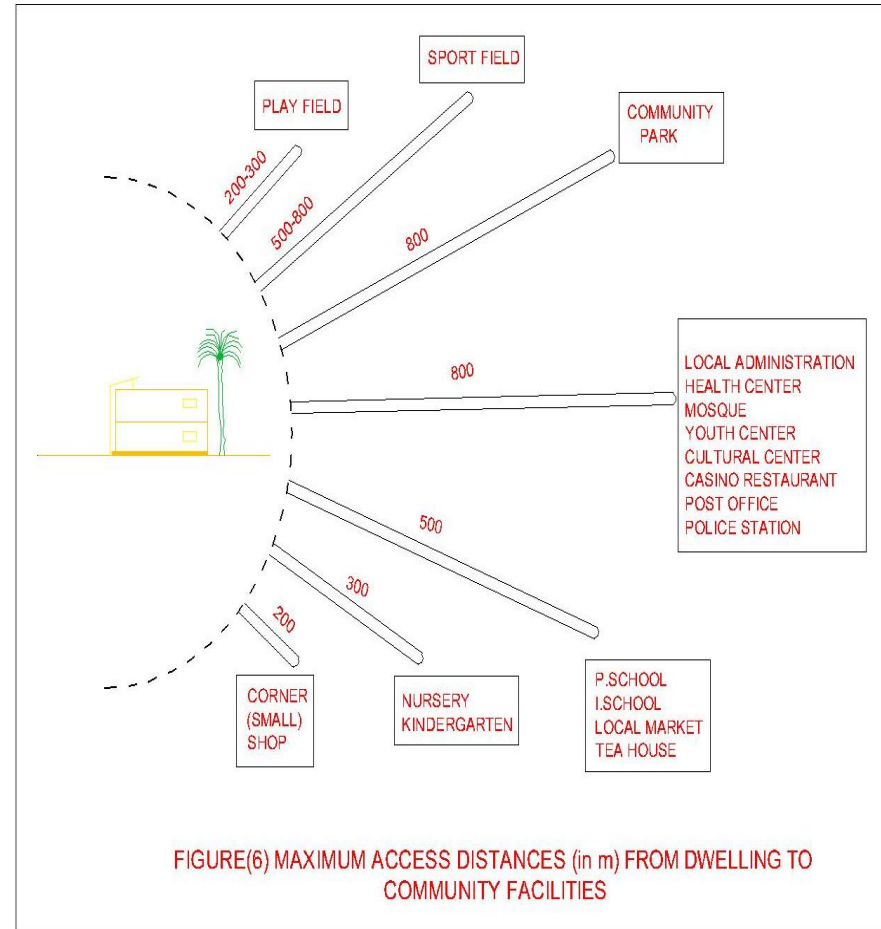 SPORT FIELD
PLAY FIELD
COMMUNITY
PARK
200-300
500-800
800
800
LOCAL ADMINISTRATION
HEALTH CENTER
MOSQUE
YOUTH CENTER
CULTURAL CENTER
CASINO RESTAURANT
POST OFFICE
POLICE STATION
500
300
200
CORNER
(SMALL)
SHOP
NURSERY
KINDERGARTEN
P.SCHOOL
I.SCHOOL
LOCAL MARKET
TEA HOUSE
FIGURE(6) MAXIMUM ACCESS DISTANCES (in m) FROM DWELLING TO
COMMUNITY FACILITIES